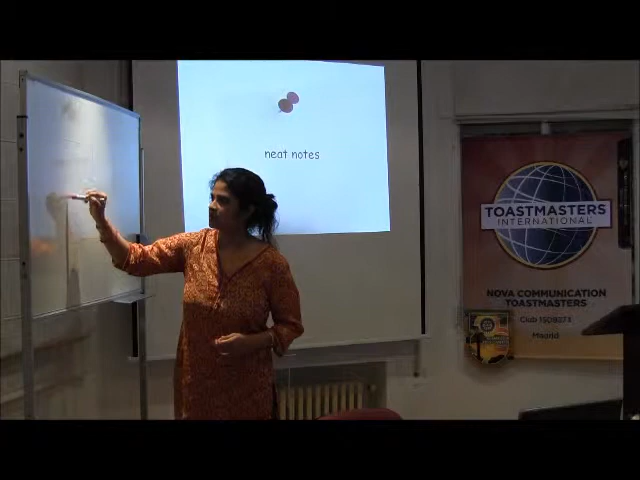 neat notes
TOASTMASTERS
INTERNATIONAL
NOVA COMMUNICATION
TOASTMASTERS
Madrid